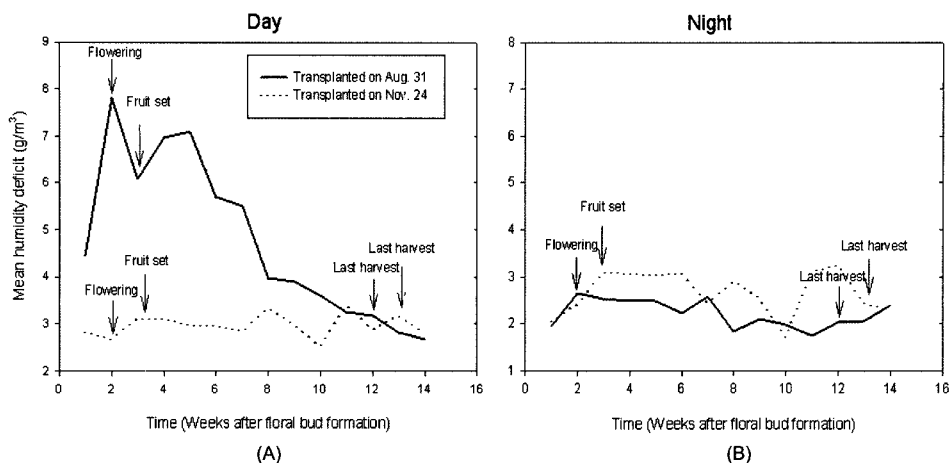 Day
Mean humidity deficit (g/m³)
9
8
7
6
5
4
3
2
Flowering
Fruit set
Transplanted on Aug. 31
Transplanted on Nov. 24
Fruit set
Flowering
Last harvest
Last harvest
0 2 4 6 8 10 12 14 16
Time (Weeks after floral bud formation)
(A)
Night
8
7
6
5
4
3
2
1
Fruit set
Flowering
Last harvest
Last harvest
0 2 4 6 8 10 12 14 16
Time (Weeks after floral bud formation)
(B)